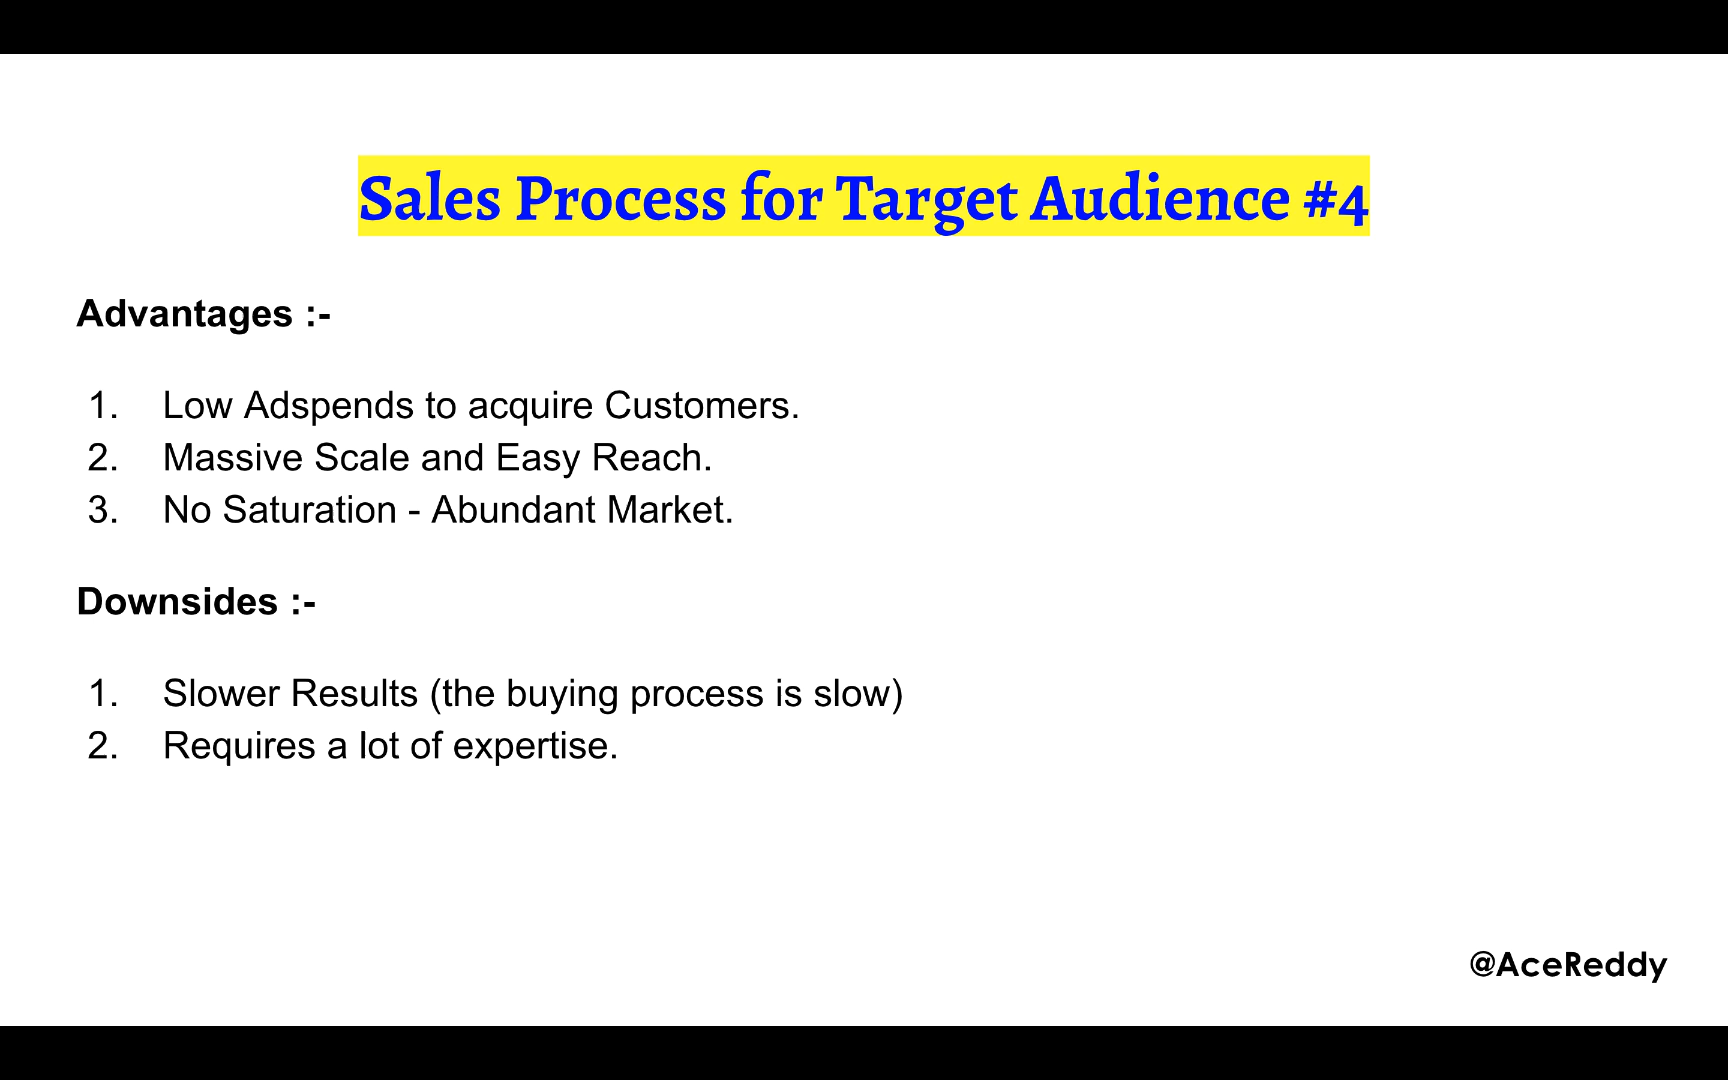 Sales Process for Target Audience #4
Advantages :-
1. Low Adspends to acquire Customers.
2. Massive Scale and Easy Reach.
3. No Saturation - Abundant Market.
Downsides :-
1. Slower Results (the buying process is slow)
2. Requires a lot of expertise.
@AceReddy